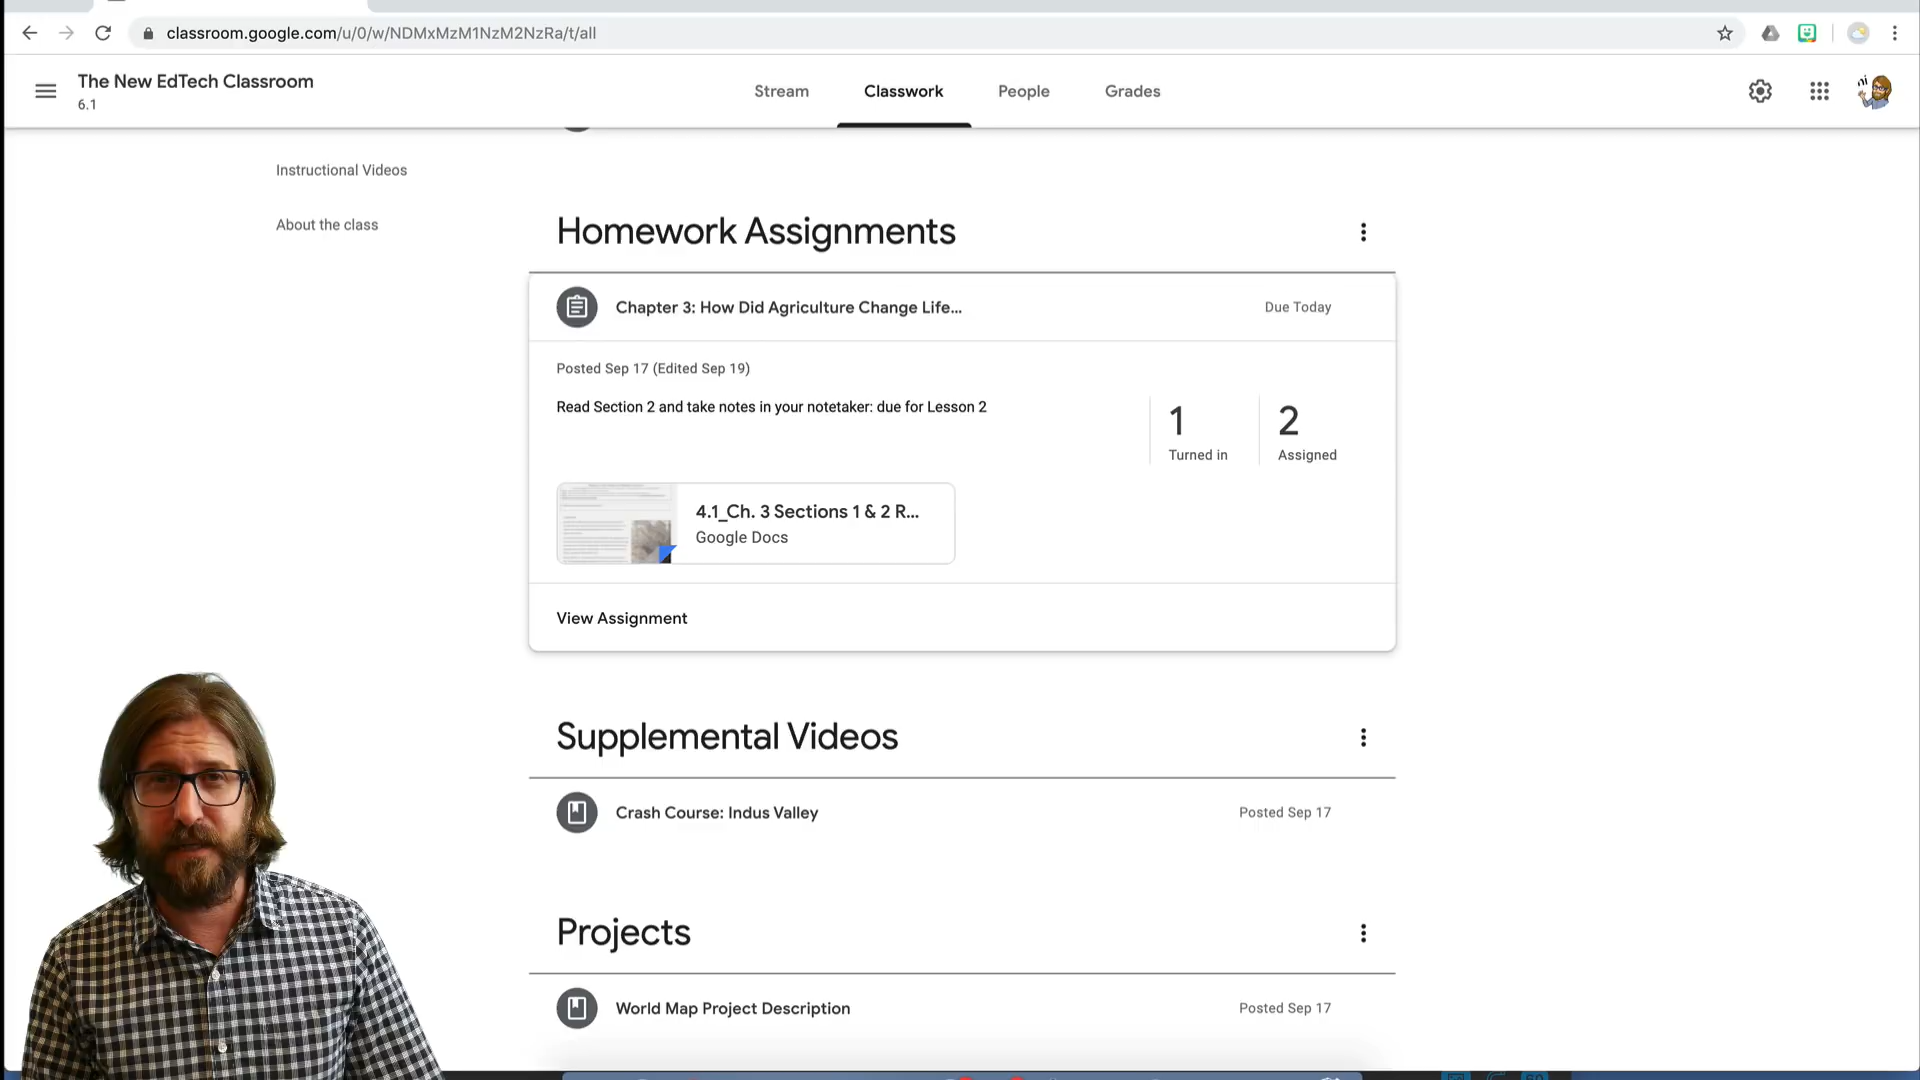 classroom.google.com/u/0/w/NDMxMzM1NzM2NzRa/t/all
The New EdTech Classroom
6.1
Stream
Classwork
People
Grades
Instructional Videos
About the class
Homework Assignments
Chapter 3: How Did Agriculture Change Life...
Due Today
Posted Sep 17 (Edited Sep 19)
Read Section 2 and take notes in your notetaker: due for Lesson 2
1
Turned in
2
Assigned
4.1_Ch. 3 Sections 1 & 2 R...
Google Docs
View Assignment
Supplemental Videos
Crash Course: Indus Valley
Posted Sep 17
Projects
World Map Project Description
Posted Sep 17